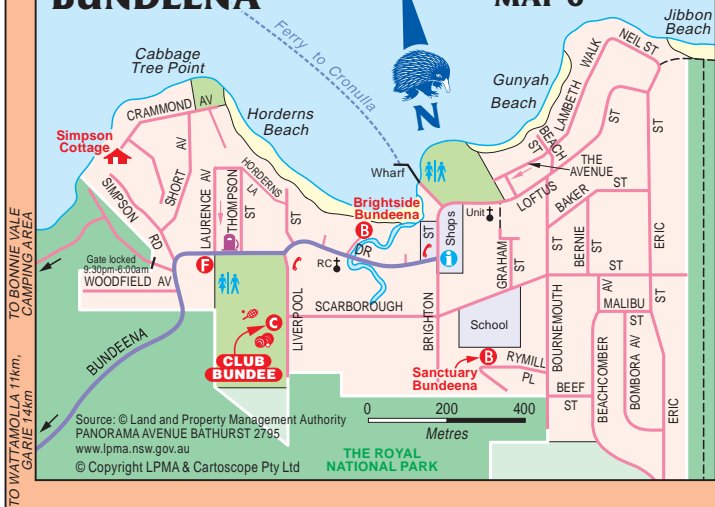 BUNDEENA
MAP 6
Jibbon
Beach
Cabbage
Tree Point
Ferry to Cronulla
N
Gunyah
Beach
NEIL ST
LAMBETH WALK
CRAMMOND AV
Horderns
Beach
Simpson
Cottage
SHORT AV
SIMPSON RD
LAURENCE AV
THOMPSON ST
HORDERNS LA
ST
Wharf
BEACH ST
THE
AVENUE
LOFTUS ST
BAKER ST
ERIC ST
Brightside
Bundeena
B
Unit
Shops
ST
i
DR
RC
F
Gate locked
9.30pm-6.00am
WOODFIELD AV
BUNDEENA
LIVERPOOL
SCARBOROUGH
BRIGHTON
GRAHAM ST
BERNIE ST
ST
BOURNEMOUTH ST
AV
MALIBU ST
School
C
CLUB
BUNDEE
Sanctuary
Bundeena
B
RYMILL
PL
BEEF
ST
BEACHCOMBER
BOMBORA AV
ST
ERIC
TO BONNIE VALE
CAMPING AREA
TO WATTAMOLLA 11km,
GARIE 14km
0 200 400
Metres
Source: © Land and Property Management Authority
PANORAMA AVENUE BATHURST 2795
www.lpma.nsw.gov.au
© Copyright LPMA & Cartoscope Pty Ltd
THE ROYAL
NATIONAL PARK